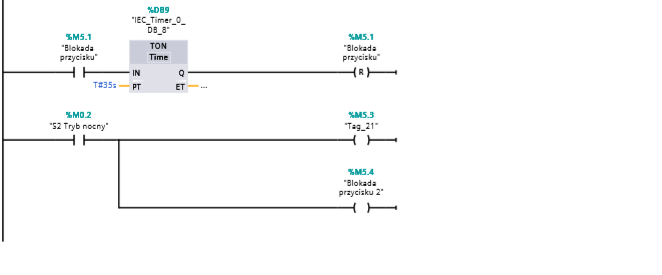 %DB9
"IEC_Timer_0_
DB_8"
%M5.1
"Blokada
przycisku"
TON
Time
%M5.1
"Blokada
przycisku"
IN
Q
R
T#35s
PT
ET
...
%M0.2
"S2 Tryb nocny"
%M5.3
"Tag_21"
%M5.4
"Blokada
przycisku 2"